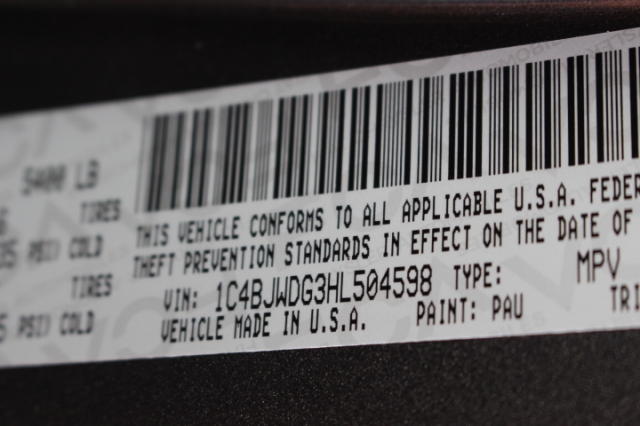 5400 LB
TIRES
PSI) COLD
TIRES
PSI) COLD
THIS VEHICLE CONFORMS TO ALL APPLICABLE U.S.A. FEDER
THEFT PREVENTION STANDARDS IN EFFECT ON THE DATE OF
VIN: 1C4BJWDG3HL504598 TYPE: MPV
VEHICLE MADE IN U.S.A. PAINT: PAU TRI